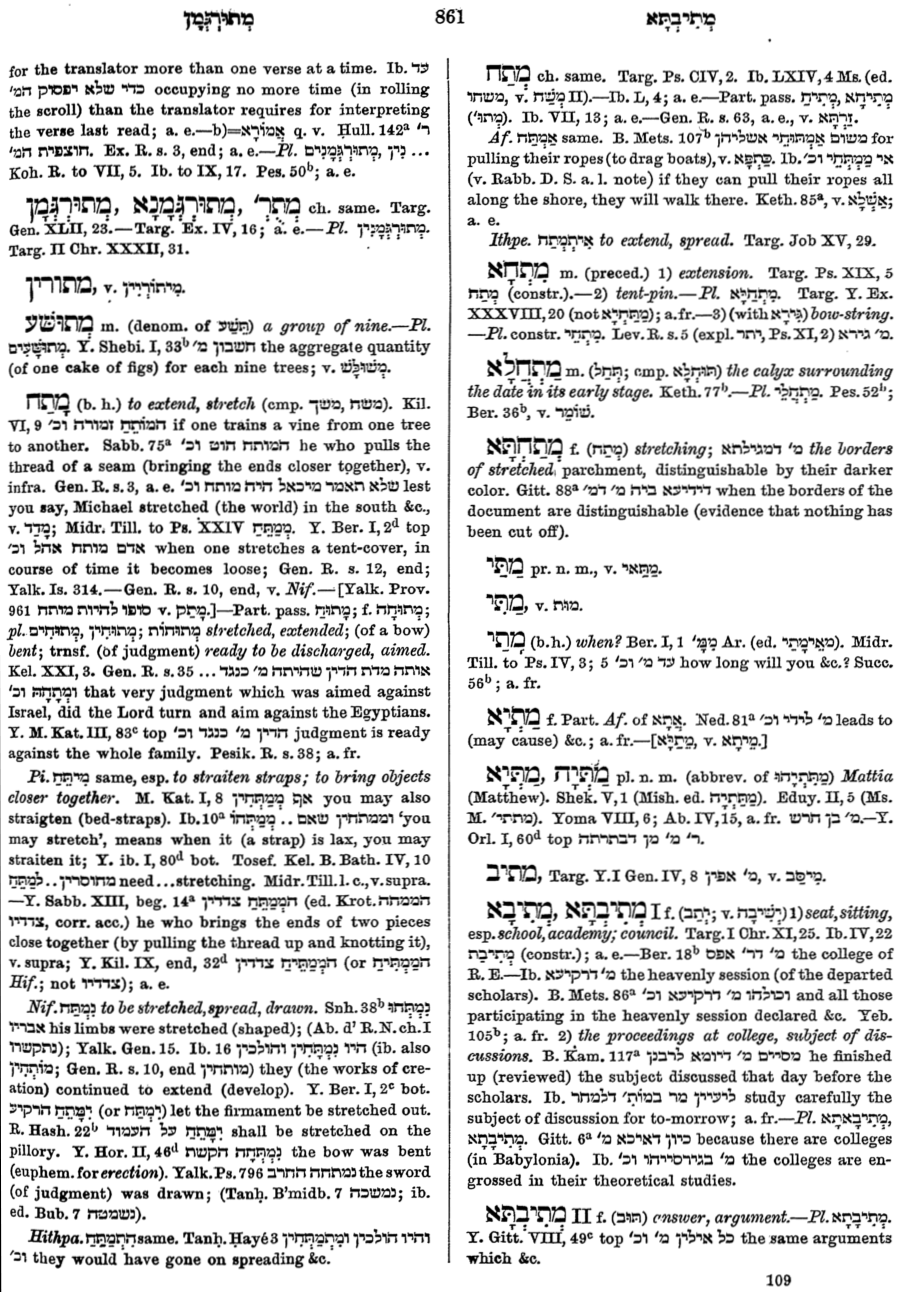 מְתוּרְגְּמָן 861 מְתִיבְתָּא
for the translator more than one verse at a time. Ib. עד
כדי שלא יפסוק המ׳ occupying no more time (in rolling
the scroll) than the translator requires for interpreting
the verse last read; a. e.—b)=אֲמוֹרָא q. v. Ḥull. 142ᵃ ר׳
חוצפית המ׳. Ex. R. s. 3, end; a. e.—Pl. מְתוּרְגְּמָנִים, ... נִין
Koh. R. to VII, 5. Ib. to IX, 17. Pes. 50ᵇ; a. e.
מְתוּרְגְּמָן, מְתוּרְגְּמָנָא, מְתֻר׳ ch. same. Targ.
Gen. XLII, 23.—Targ. Ex. IV, 16; a. e.—Pl. מְתוּרְגְּמָנִין.
Targ. II Chr. XXXII, 31.
מתורין, v. מִיתּוֹרְיָין.
מְתוּשָּׁע m. (denom. of תֵּשַׁע) a group of nine.—Pl.
מְתוּשָּׁעִים. Y. Shebi. I, 33ᵇ חשבון מ׳ the aggregate quantity
(of one cake of figs) for each nine trees; v. מְשׁוּלָּשׁ.
מָתַח (b. h.) to extend, stretch (cmp. משח, משך). Kil.
VI, 9 המותח זמורה וכ׳ if one trains a vine from one tree
to another. Sabb. 75ᵃ המותח חוט וכ׳ he who pulls the
thread of a seam (bringing the ends closer together), v.
infra. Gen. R. s. 3, a. e. שלא תאמר מיכאל היה מותח וכ׳ lest
you say, Michael stretched (the world) in the south &c.,
v. מָדַד; Midr. Till. to Ps. XXIV מְמַתֵּחַ. Y. Ber. I, 2ᵈ top
אדם מותח אהל וכ׳ when one stretches a tent-cover, in
course of time it becomes loose; Gen. R. s. 12, end;
Yalk. Is. 314.—Gen. R. s. 10, end, v. Nif.—[Yalk. Prov.
961 סופו להיות מותח v. מָתַק.]—Part. pass. מָתוּחַ; f. מְתוּחָה;
pl. מְתוּחִים, מְתוּחִין; מְתוּחוֹת stretched, extended; (of a bow)
bent; trnsf. (of judgment) ready to be discharged, aimed.
Kel. XXI, 3. Gen. R. s. 35 אותה מדת הדין שהיתה מ׳ כנגד ...
וּמְתָחָהּ וכ׳ that very judgment which was aimed against
Israel, did the Lord turn and aim against the Egyptians.
Y. M. Kat. III, 83ᶜ top הדין מ׳ כנגד וכ׳ judgment is ready
against the whole family. Pesik. R. s. 38; a. fr.
Pi. מִיתֵּחַ same, esp. to straiten straps; to bring objects
closer together. M. Kat. I, 8 אף מְמַתְּחִין you may also
straigten (bed-straps). Ib. 10ᵃ וממתחין שאם .. מְמַתְּחוֹ ‘you
may stretch’, means when it (a strap) is lax, you may
straiten it; Y. ib. I, 80ᵈ bot. Tosef. Kel. B. Bath. IV, 10
מחוסרין .. לְמַתֵּחַ need...stretching. Midr. Till. l. c., v. supra.
—Y. Sabb. XIII, beg. 14ᵃ המְמַתֵּחַ צדדין (ed. Krot. הממתח
צדדיו, corr. acc.) he who brings the ends of two pieces
close together (by pulling the thread up and knotting it),
v. supra; Y. Kil. IX, end, 32ᵈ המְמַתֵּיחַ צדדין (or הממְתִּיחַ
Hif.; not צדדיו); a. e.
Nif. נִמְתַּח to be stretched, spread, drawn. Snh. 38ᵇ נִמְתְּחוּ
אבריו his limbs were stretched (shaped); (Ab. d' R. N. ch. I
נתקשרו); Yalk. Gen. 15. Ib. 16 היו נִמְתָּחִין והולכין (ib. also
מוֹתְחִין; Gen. R. s. 10, end מותחין) they (the works of cre-
ation) continued to extend (develop). Y. Ber. I, 2ᶜ bot.
יִמָּתֵחַ הרקיע (or יִמְתַּח) let the firmament be stretched out.
R. Hash. 22ᵇ יִמָּתֵחַ על העמוד shall be stretched on the
pillory. Y. Hor. II, 46ᵈ נִמְתְּחָה הקשת the bow was bent
(euphem. for erection). Yalk. Ps. 796 נמתחה החרב the sword
(of judgment) was drawn; (Tanḥ. B'midb. 7 נמשכה; ib.
ed. Bub. 7 נשמטה).
Hithpa. הִתְמַתֵּחַ same. Tanḥ. Ḥayé 3 והיו הולכין ומִתְמַתְּחִין
וכ׳ they would have gone on spreading &c.
מְתַח ch. same. Targ. Ps. CIV, 2. Ib. LXIV, 4 Ms. (ed.
משחו, v. מְשַׁח II).—Ib. L, 4; a. e.—Part. pass. מְתִיחַ, מְתִיחָא
(מתו׳). Ib. VII, 13; a. e.—Gen. R. s. 63, a. e., v. זַרְתָּא.
Af. אַמְתַּח same. B. Mets. 107ᵇ משום אַמְתּוּחֵי אשליהן for
pulling their ropes (to drag boats), v. פְּתַפָּא. Ib. אי מְמַתְּחֵי וכ׳
(v. Rabb. D. S. a. l. note) if they can pull their ropes all
along the shore, they will walk there. Keth. 85ᵃ, v. אַשְׁלָא;
a. e.
Ithpe. אִיתְמְתַח to extend, spread. Targ. Job XV, 29.
מִתְחָא m. (preced.) 1) extension. Targ. Ps. XIX, 5
מְתַח (constr.).—2) tent-pin.—Pl. מִתְחַיָּא. Targ. Y. Ex.
XXXVIII, 20 (not מַתְּחַיָּא); a. fr.—3) (with גִּירָא) bow-string.
—Pl. constr. מִתְחֵי. Lev. R. s. 5 (expl. יתר, Ps. XI, 2) מ׳ גירא.
מַתְחֲלָא m. (תְּחַל; cmp. תּוּחֲלָא) the calyx surrounding
the date in its early stage. Keth. 77ᵇ.—Pl. מַתְחֲלֵי. Pes. 52ᵇ;
Ber. 36ᵇ, v. שׁוֹמֵר.
מְתַחְתָּא f. (מְתַח) stretching; מ׳ דמגילתא the borders
of stretched parchment, distinguishable by their darker
color. Gitt. 88ᵃ דידיעא ביה מ׳ דמ׳ when the borders of the
document are distinguishable (evidence that nothing has
been cut off).
מַתַּי pr. n. m., v. מַתַּאי.
מִתֵּי, v. מות.
מָתַי (b. h.) when? Ber. I, 1 מִמָּ׳ Ar. (ed. מאימתי). Midr.
Till. to Ps. IV, 3; 5 עד מ׳ וכ׳ how long will you &c.? Succ.
56ᵇ; a. fr.
מַתְיָא f. Part. Af. of אֲתָא. Ned. 81ᵃ מ׳ לידי וכ׳ leads to
(may cause) &c.; a. fr.—[מַתְיָא, v. מֵיתָא.]
מַתְיָא, מַתְיָה pl. n. m. (abbrev. of מַתִּתְיָהוּ) Mattia
(Matthew). Shek. V, 1 (Mish. ed. מַתִּתְיָה). Eduy. II, 5 (Ms.
M. מתתי׳). Yoma VIII, 6; Ab. IV, 15, a. fr. מ׳ בן חרש.—Y.
Orl. I, 60ᵈ top ר׳ מ׳ מן דבתריתה.
מתיב, Targ. Y. I Gen. IV, 8 מ׳ אפין, v. מִיסַב.
מְתִיבָא, מְתִיבְתָּא I f. (יְתֵב; v. יְשִׁיבָה) 1) seat, sitting,
esp. school, academy; council. Targ. I Chr. XI, 25. Ib. IV, 22
מְתִיבַת (constr.); a. e.—Ber. 18ᵇ מ׳ דר׳ אפס the college of
R. E.—Ib. מ׳ דרקיעא the heavenly session (of the departed
scholars). B. Mets. 86ᵃ וכולהו מ׳ דרקיעא וכ׳ and all those
participating in the heavenly session declared &c. Yeb.
105ᵇ; a. fr. 2) the proceedings at college, subject of dis-
cussions. B. Kam. 117ᵃ מסיים מ׳ דיומא לרבנן he finished
up (reviewed) the subject discussed that day before the
scholars. Ib. ליעיין מר במות׳ דלמחר study carefully the
subject of discussion for to-morrow; a. fr.—Pl. מְתִיבָאתָא,
מְתִיבָתָא. Gitt. 6ᵃ כיון דאיכא מ׳ because there are colleges
(in Babylonia). Ib. מ׳ בגירסייהו וכ׳ the colleges are en-
grossed in their theoretical studies.
מְתִיבְתָּא II f. (תוב) answer, argument.—Pl. מְתִיבָתָא.
Y. Gitt. VIII, 49ᶜ top כל אילין מ׳ וכ׳ the same arguments
which &c.
109